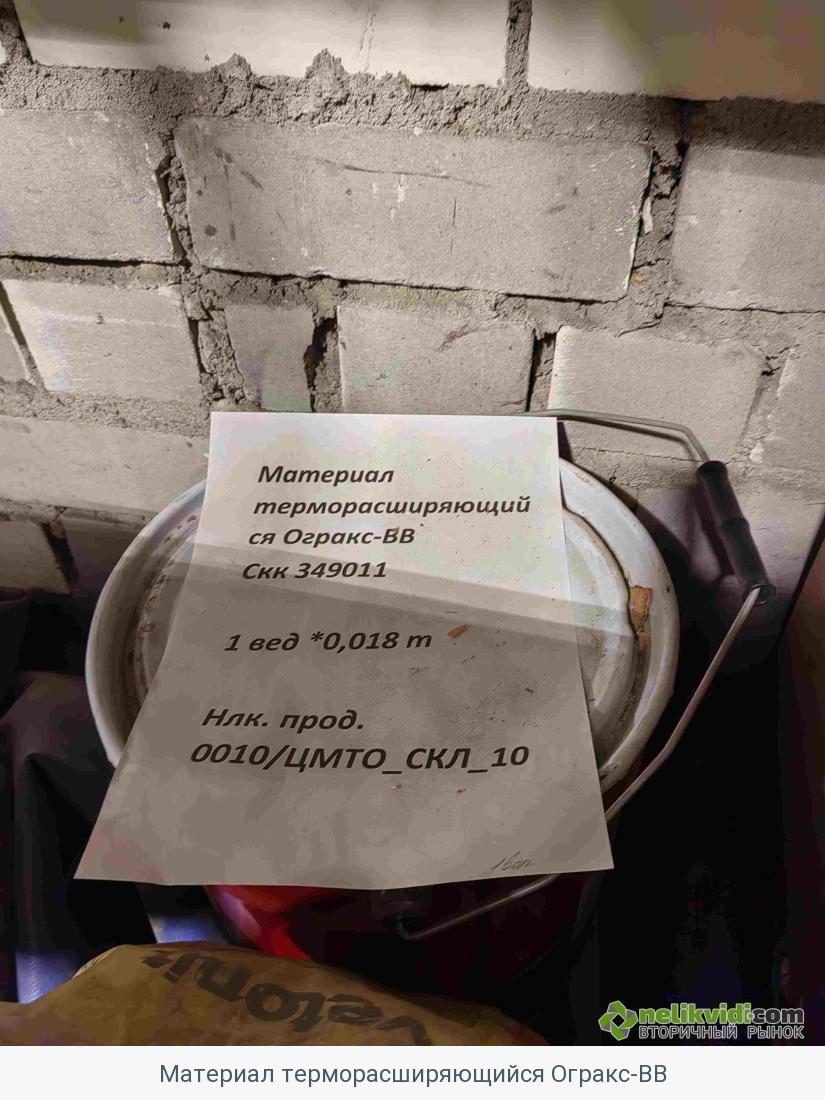 Материал
терморасширяющий
ся Огракс-ВВ
Скк 349011
1 вед *0,018 т
Нлк. прод.
0010/ЦМТО_СКЛ_10
vetonit
nelikvidi.com
ВТОРИЧНЫЙ РЫНОК
Материал терморасширяющийся Огракс-ВВ